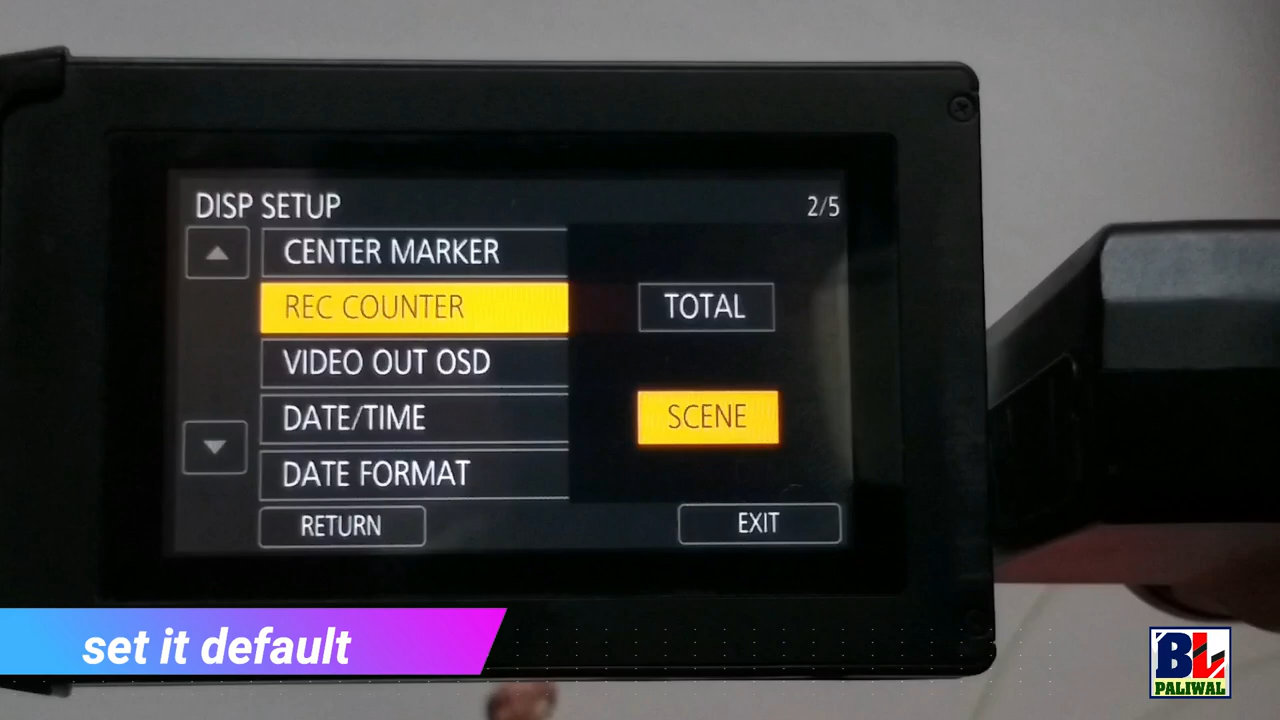 DISP SETUP
2/5
CENTER MARKER
REC COUNTER
TOTAL
VIDEO OUT OSD
DATE/TIME
SCENE
DATE FORMAT
RETURN
EXIT
set it default
BL
PALIWAL